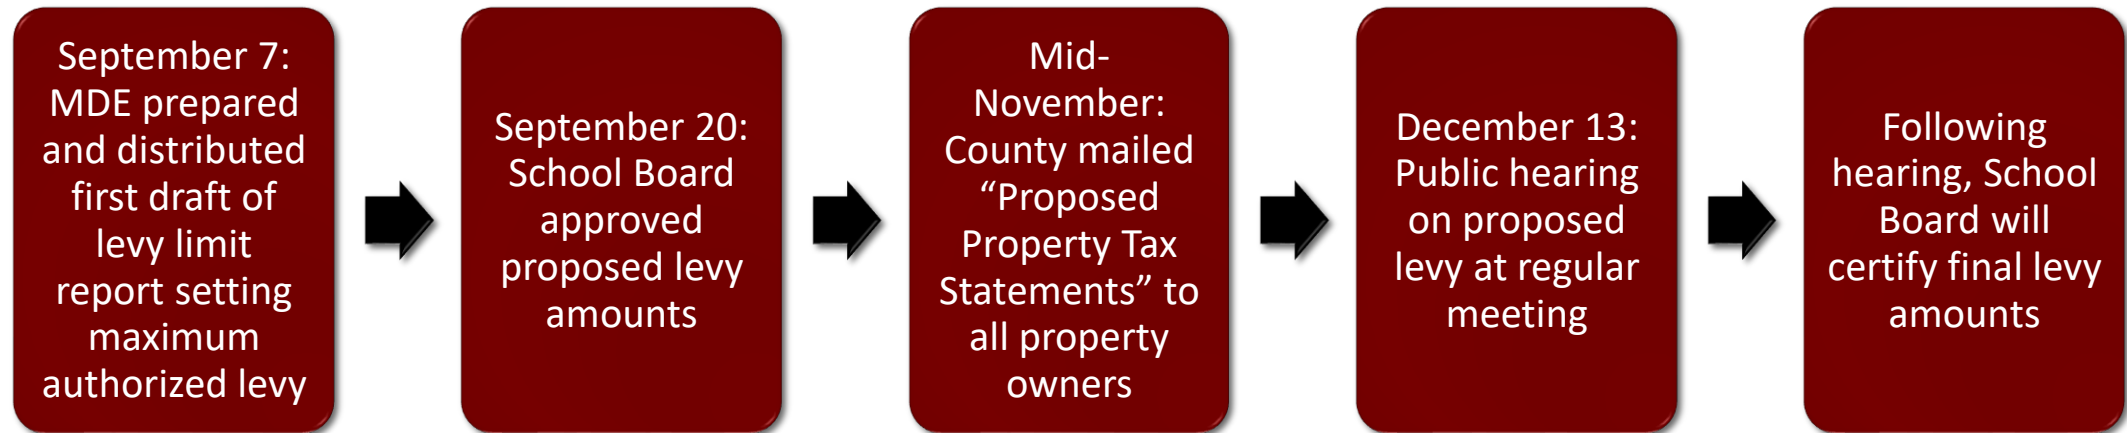 September 7:
MDE prepared
and distributed
first draft of
levy limit
report setting
maximum
authorized levy
September 20:
School Board
approved
proposed levy
amounts
Mid-
November:
County mailed
“Proposed
Property Tax
Statements” to
all property
owners
December 13:
Public hearing
on proposed
levy at regular
meeting
Following
hearing, School
Board will
certify final levy
amounts